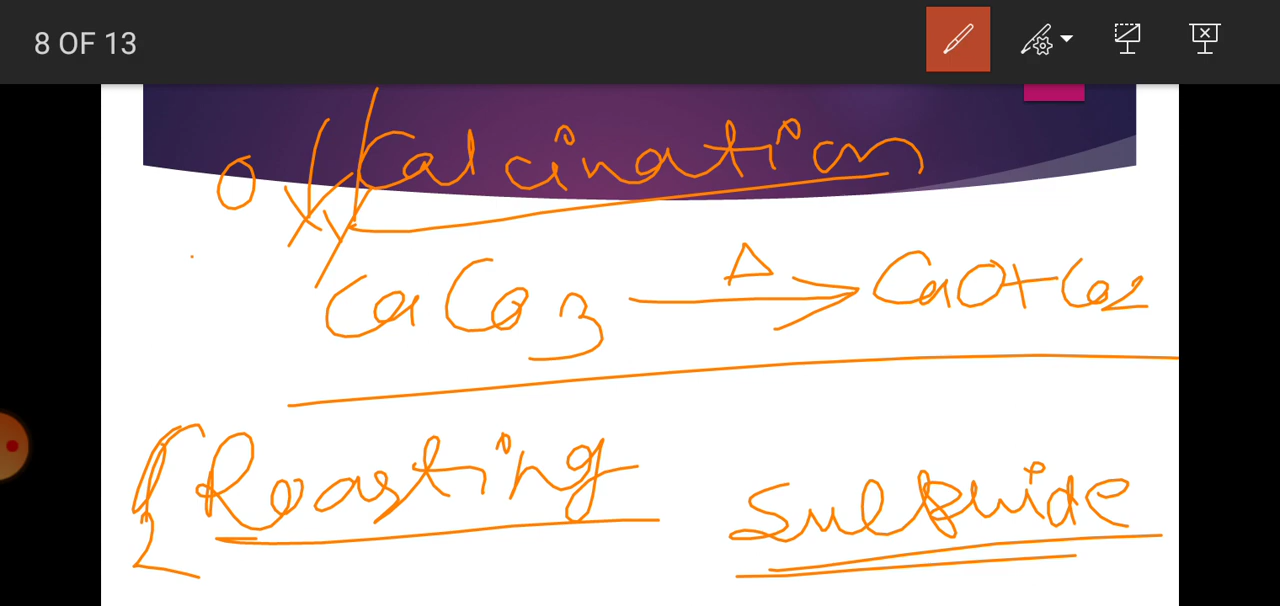 8 OF 13
Calcination
CaCo3 Δ→ CaO+Co2
Roasting Sulphide